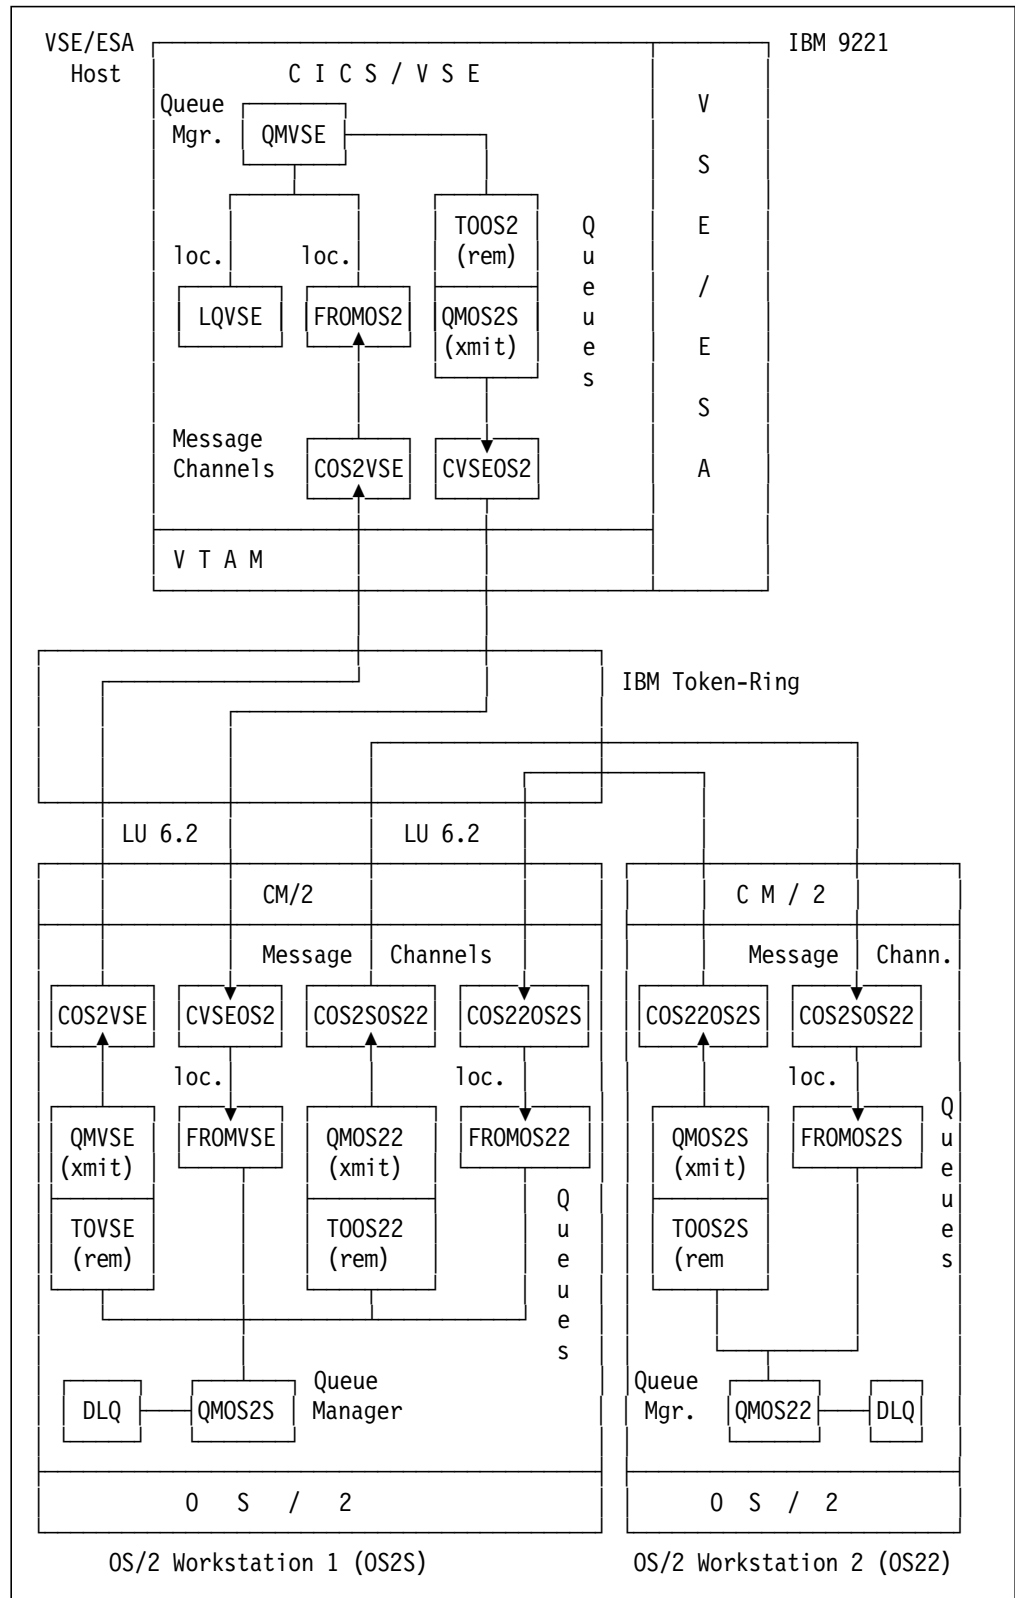 VSE/ESA IBM 9221
Host C I C S / V S E
Queue
Mgr. QMVSE
V S E / E S A
TOOS2
(rem)
Queues
loc. loc.
LQVSE FROMOS2 QMOS2S
(xmit)
Message
Channels COS2VSE CVSEOS2
V T A M
IBM Token-Ring
LU 6.2 LU 6.2
CM/2 C M / 2
Message Channels Message Chann.
COS2VSE CVSEOS2 COS2SOS22 COS22OS2S COS22OS2S COS2SOS22
loc. loc. loc.
QMVSE FROMVSE QMOS22 FROMOS22 QMOS2S FROMOS2S
(xmit) (xmit) (xmit)
Queues Queues
TOVSE TOOS22 TOOS2S
(rem) (rem) (rem
Queue Queue
DLQ QMOS2S Manager Mgr. QMOS22 DLQ
O S / 2 O S / 2
OS/2 Workstation 1 (OS2S) OS/2 Workstation 2 (OS22)